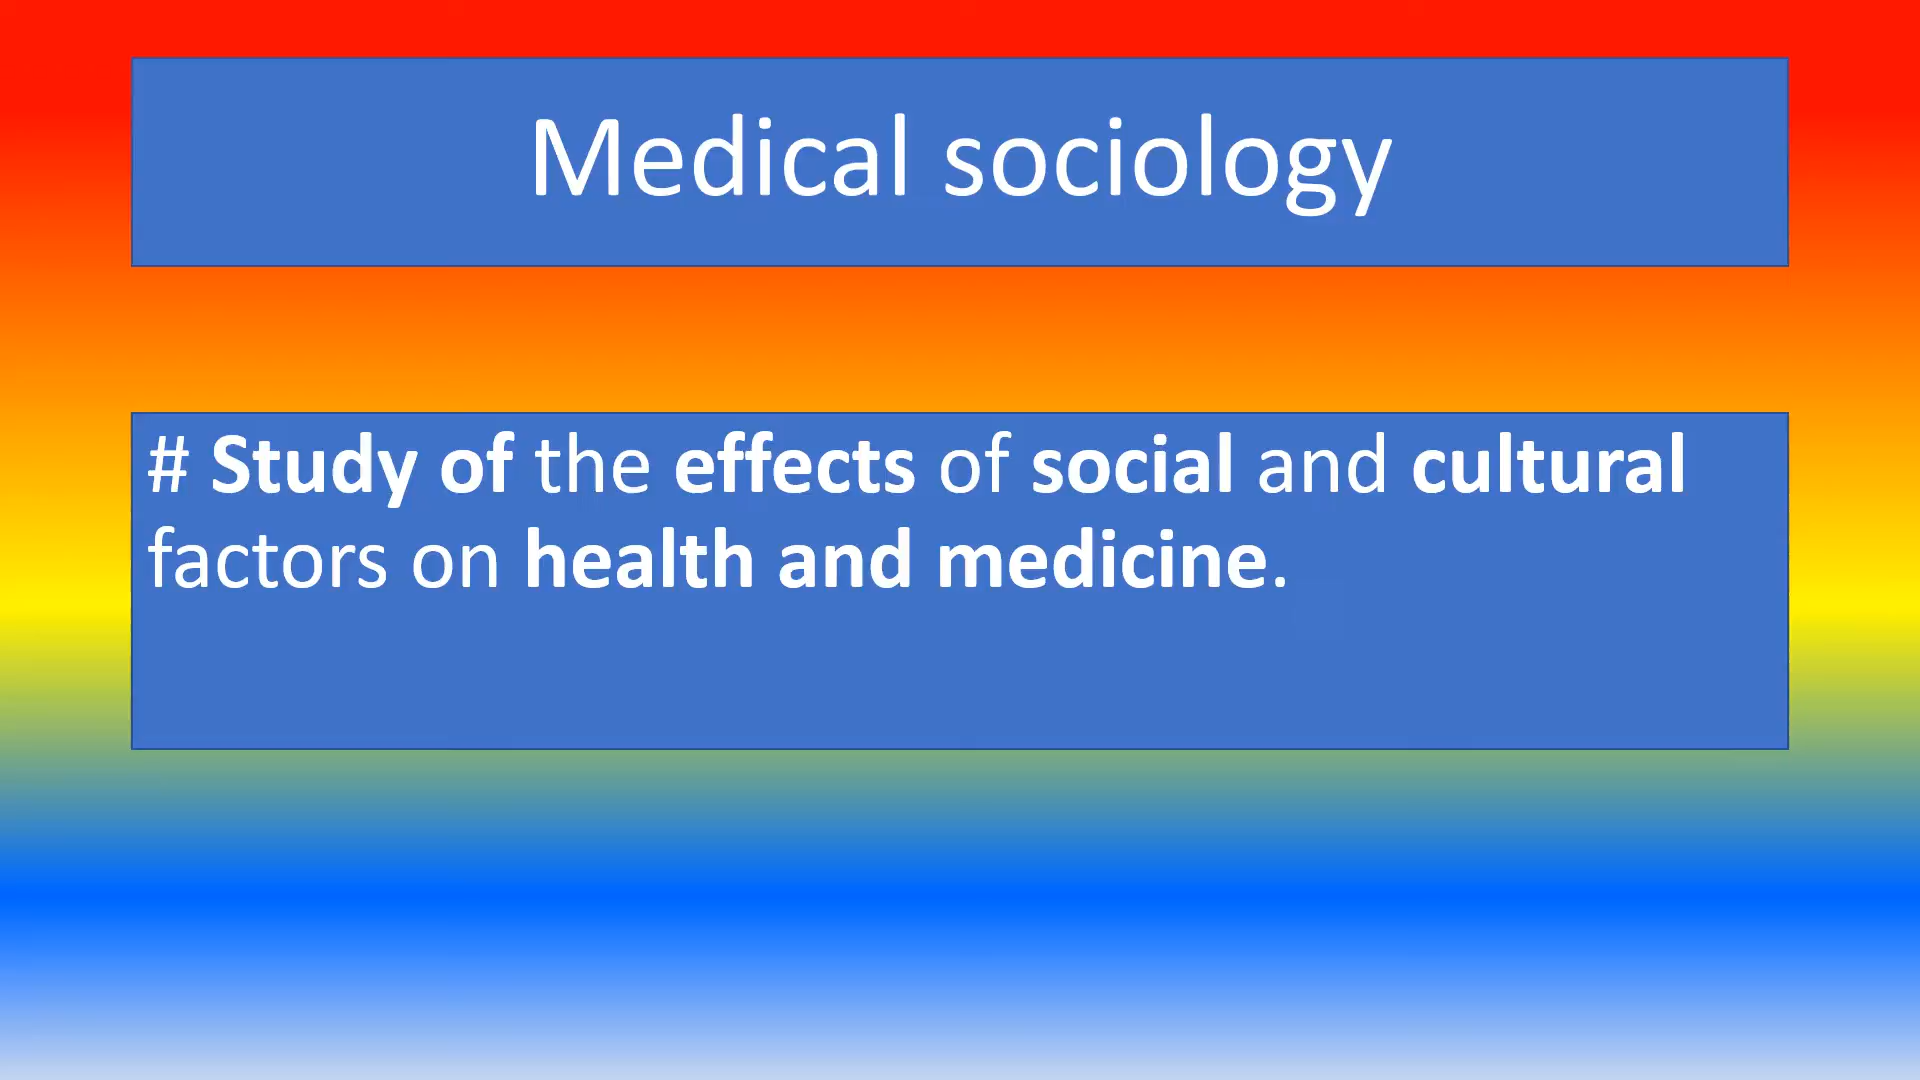 Medical sociology
# Study of the effects of social and cultural
factors on health and medicine.